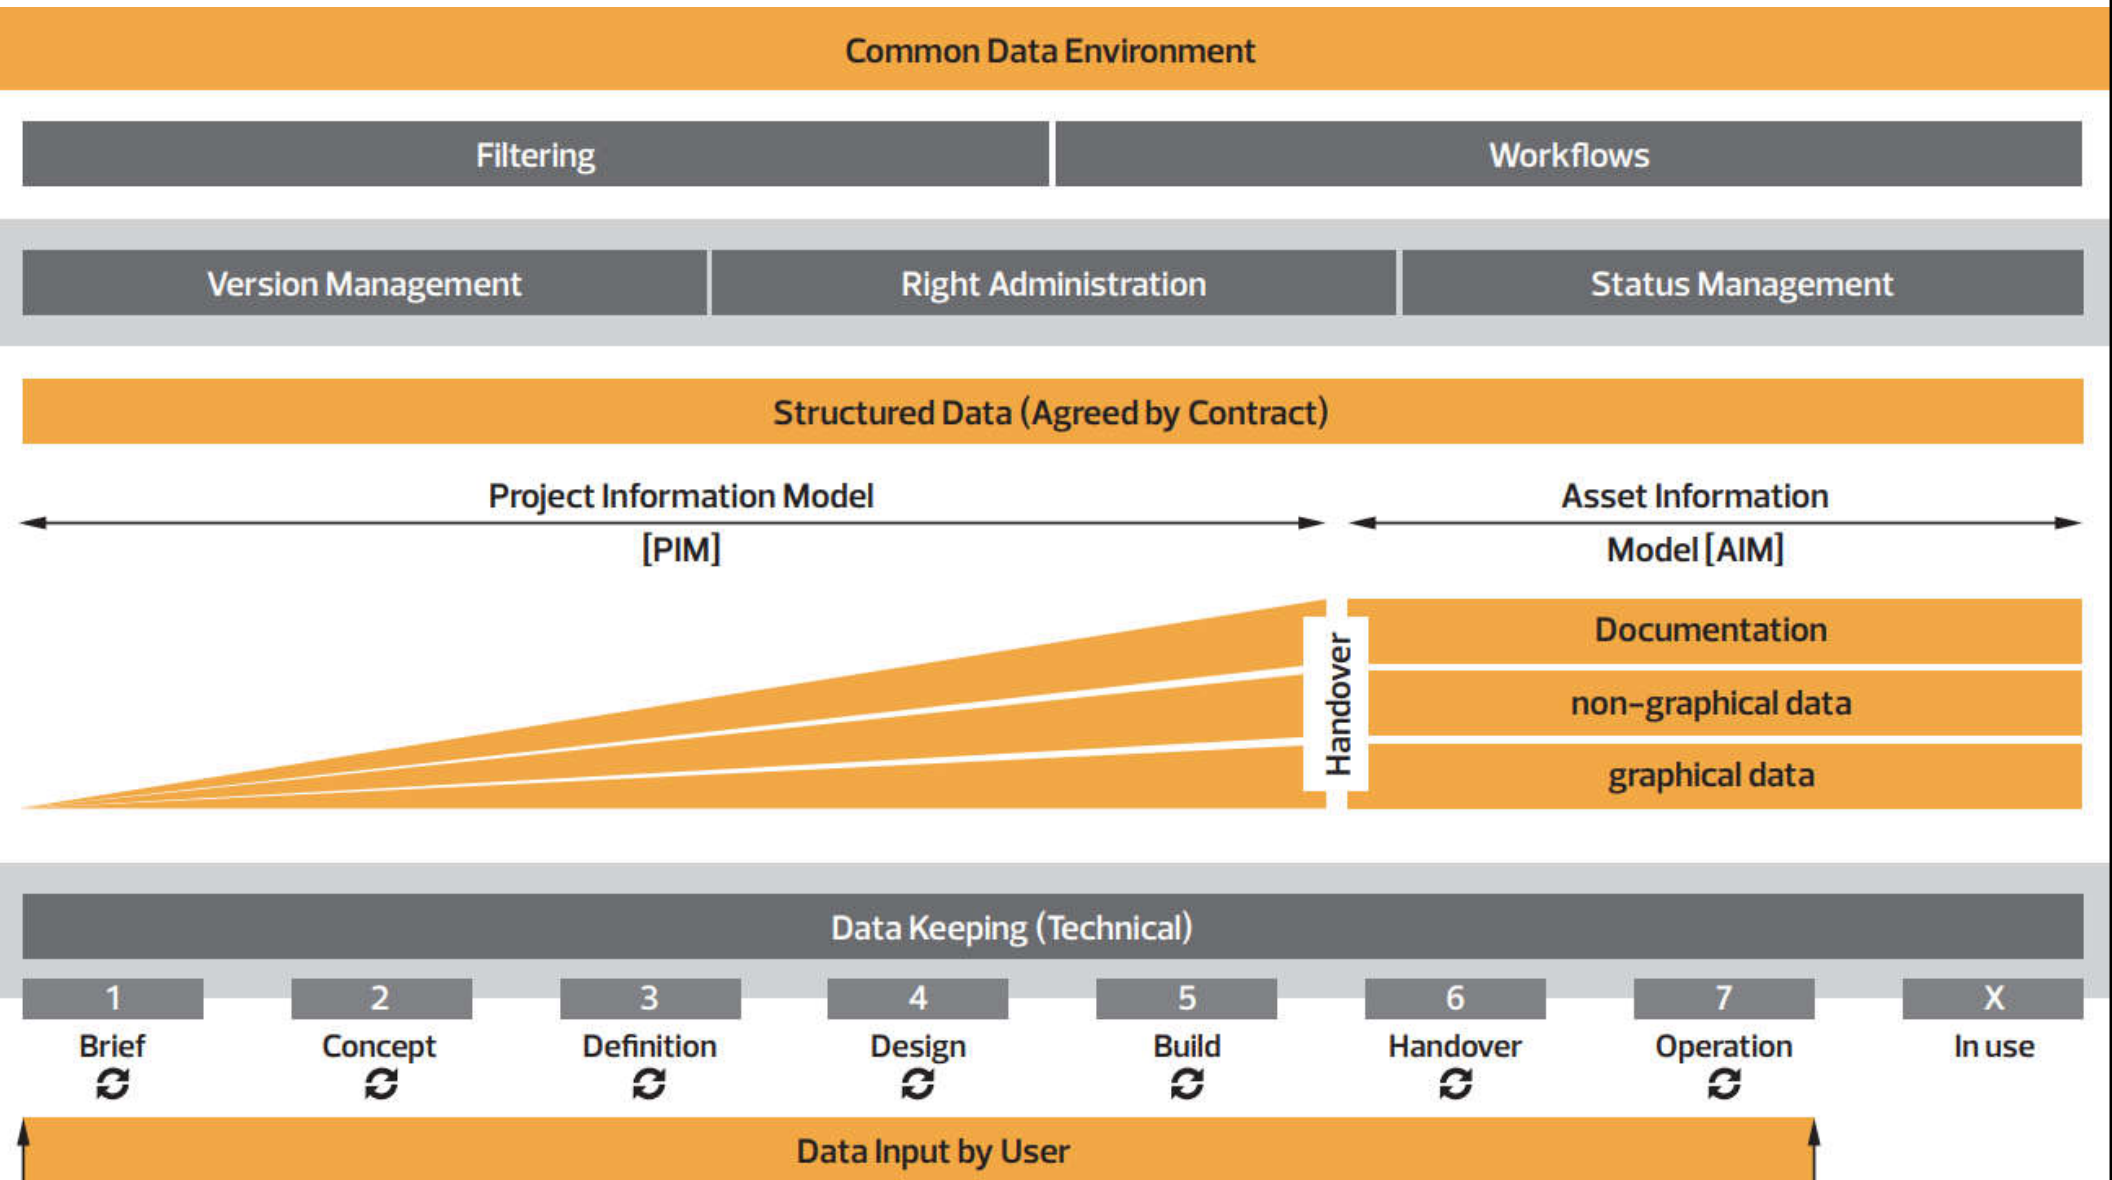 Common Data Environment
Filtering
Workflows
Version Management
Right Administration
Status Management
Structured Data (Agreed by Contract)
Project Information Model
[PIM]
Asset Information
Model [AIM]
Handover
Documentation
non-graphical data
graphical data
Data Keeping (Technical)
1
2
3
4
5
6
7
X
Brief
Concept
Definition
Design
Build
Handover
Operation
In use
Data Input by User